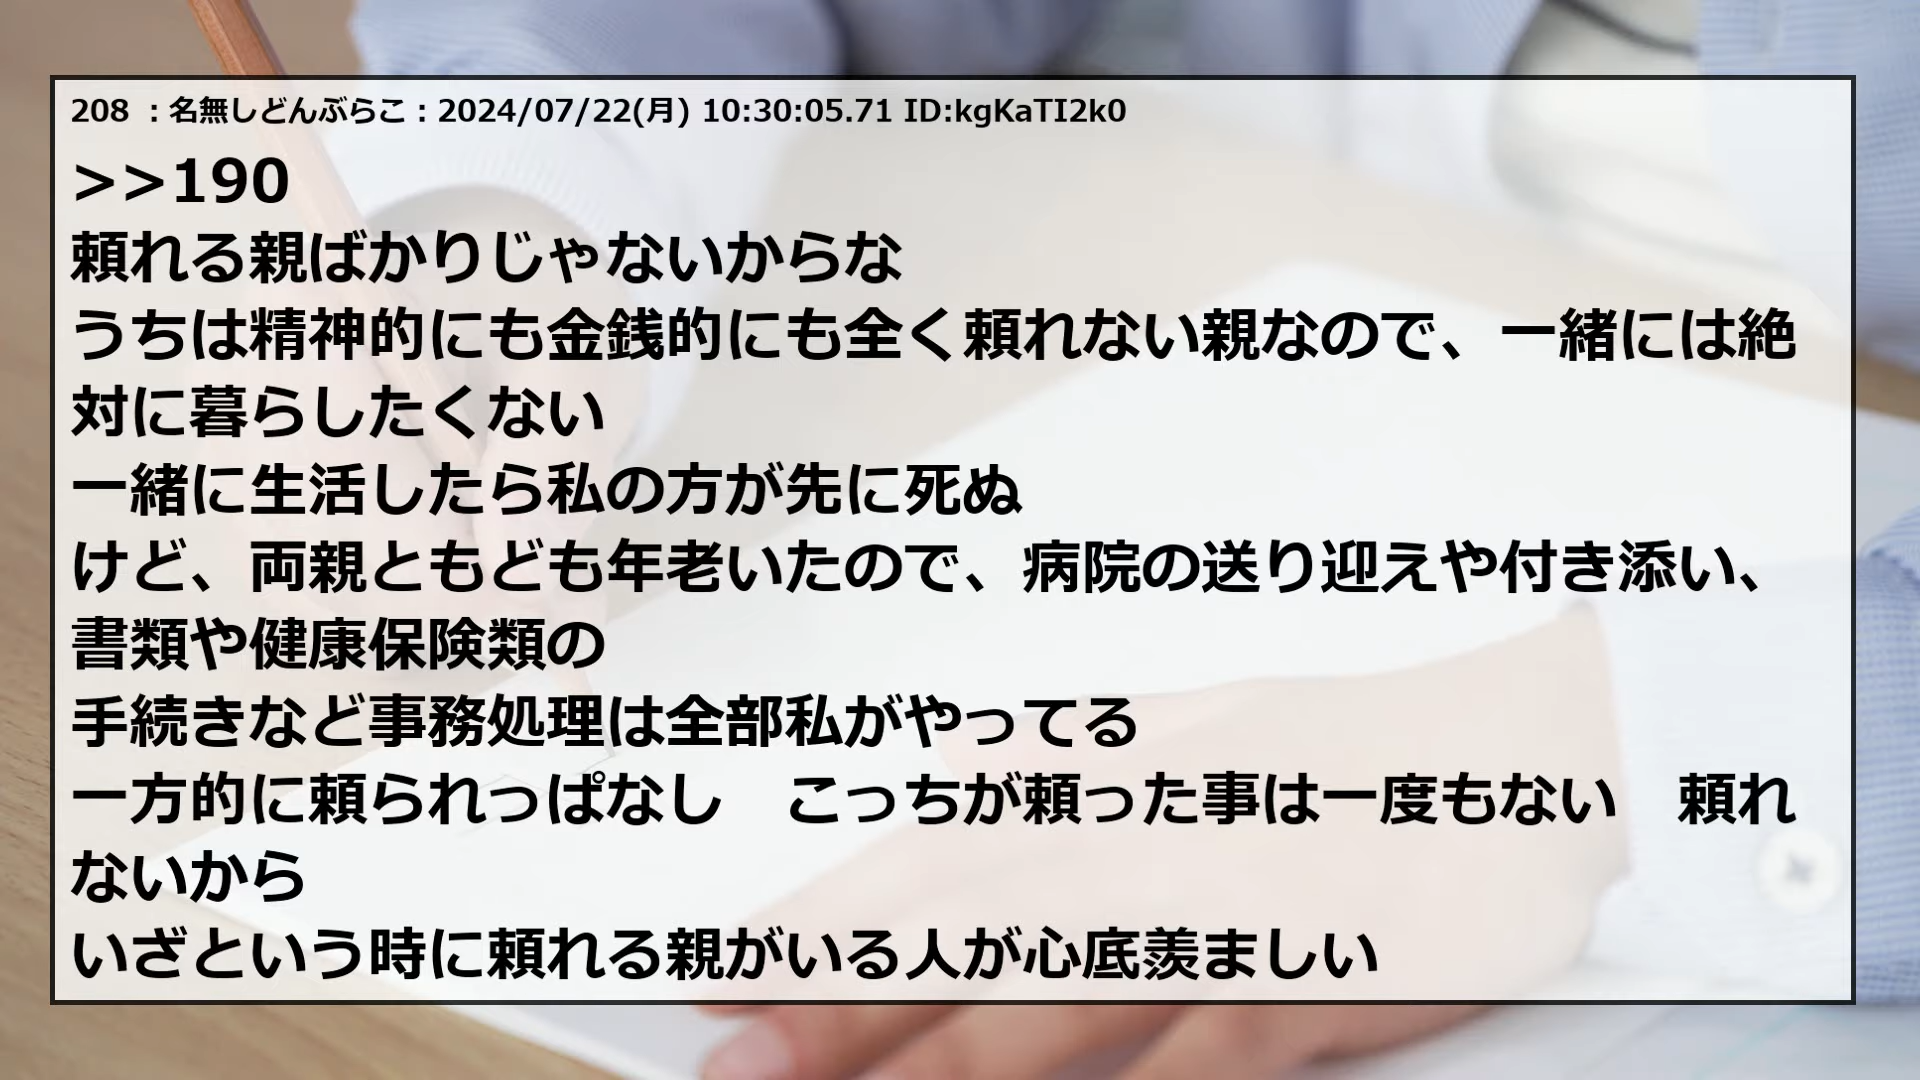 208 ：名無しどんぶらこ：2024/07/22(月) 10:30:05.71 ID:kgKaTI2k0
>>190
頼れる親ばかりじゃないからな
うちは精神的にも金銭的にも全く頼れない親なので、一緒には絶
対に暮らしたくない
一緒に生活したら私の方が先に死ぬ
けど、両親ともども年老いたので、病院の送り迎えや付き添い、
書類や健康保険類の
手続きなど事務処理は全部私がやってる
一方的に頼られっぱなし　こっちが頼った事は一度もない　頼れ
ないから
いざという時に頼れる親がいる人が心底羨ましい